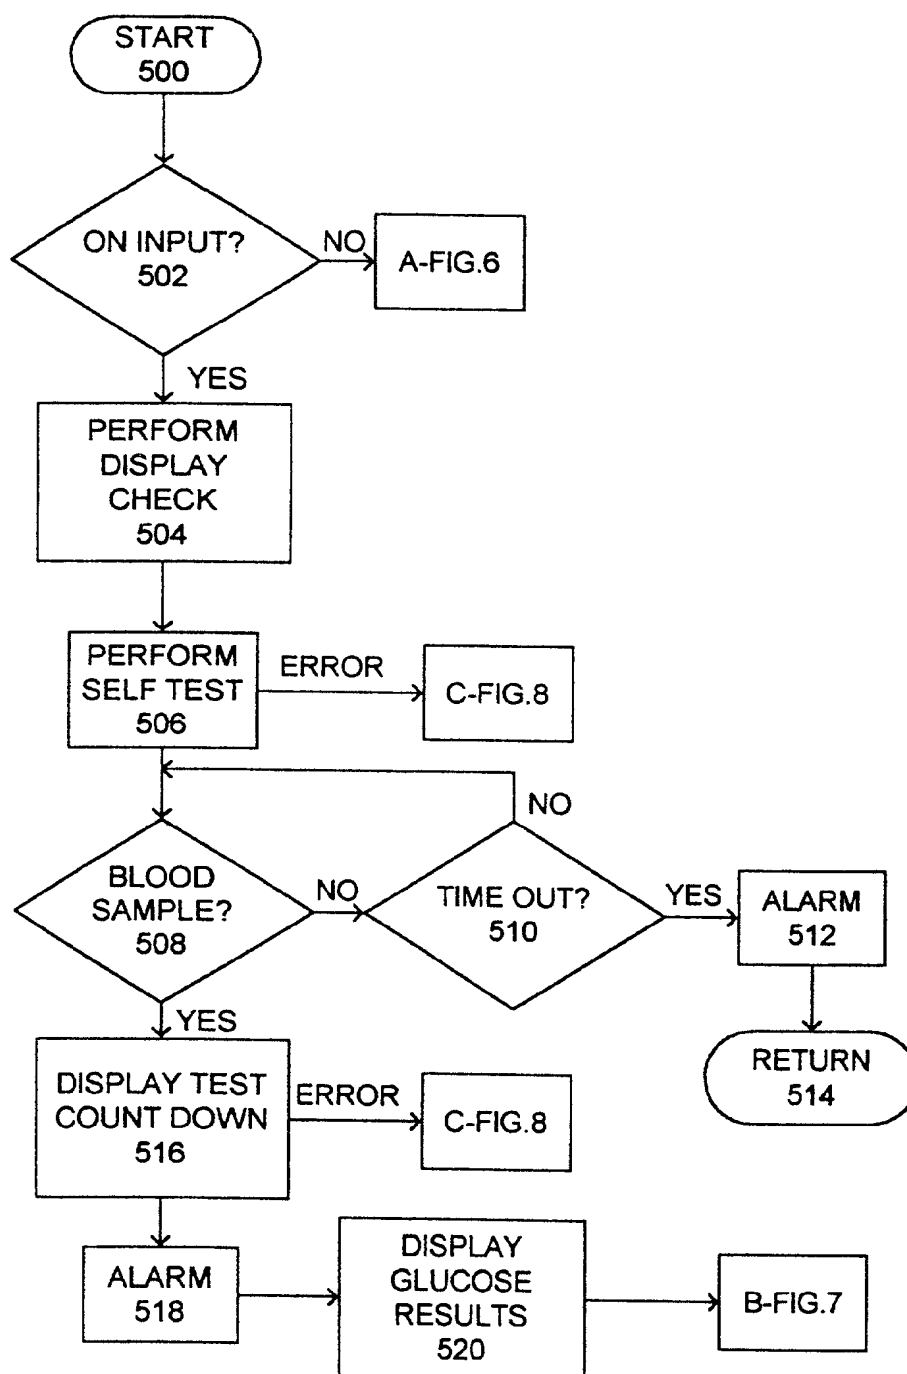 START
500
ON INPUT?
502
NO
A-FIG.6
YES
PERFORM
DISPLAY
CHECK
504
PERFORM
SELF TEST
506
ERROR
C-FIG.8
NO
BLOOD
SAMPLE?
508
NO
TIME OUT?
510
YES
ALARM
512
RETURN
514
YES
DISPLAY TEST
COUNT DOWN
516
ERROR
C-FIG.8
ALARM
518
DISPLAY
GLUCOSE
RESULTS
520
B-FIG.7